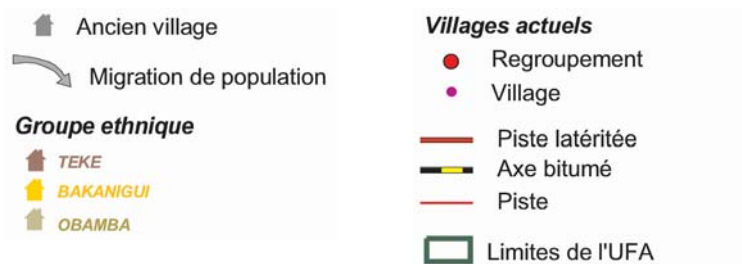 Ancien village
Migration de population
Groupe ethnique
TEKE
BAKANIGUI
OBAMBA
Villages actuels
Regroupement
Village
Piste latéritée
Axe bitumé
Piste
Limites de l'UFA